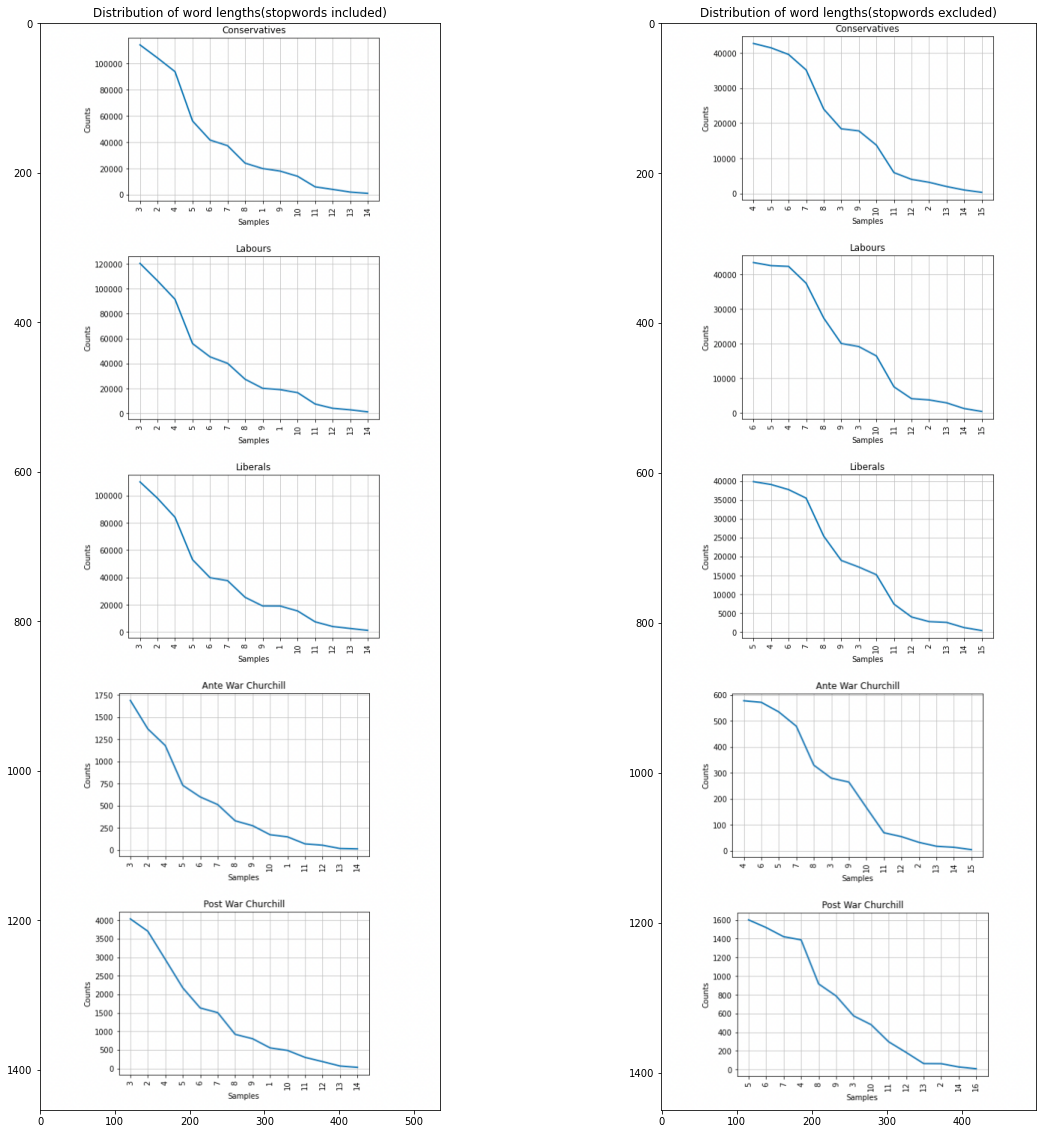 Distribution of word lengths(stopwords included)
0
200
400
600
800
1000
1200
1400
0 100 200 300 400 500
Conservatives
100000
80000
60000
40000
20000
0
Counts
3 2 4 5 6 7 8 1 9 10 11 12 13 14
Samples
Labours
120000
100000
80000
60000
40000
20000
0
Counts
3 2 4 5 6 7 8 9 1 10 11 12 13 14
Samples
Liberals
100000
80000
60000
40000
20000
0
Counts
3 2 4 5 6 7 8 9 1 10 11 12 13 14
Samples
Ante War Churchill
1750
1500
1250
1000
750
500
250
0
Counts
3 2 4 5 6 7 8 9 10 1 11 12 13 14
Samples
Post War Churchill
4000
3500
3000
2500
2000
1500
1000
500
0
Counts
3 2 4 5 6 7 8 9 1 10 11 12 13 14
Samples
Distribution of word lengths(stopwords excluded)
0
200
400
600
800
1000
1200
1400
0 100 200 300 400
Conservatives
40000
30000
20000
10000
0
Counts
4 5 6 7 8 3 9 10 11 12 2 13 14 15
Samples
Labours
40000
30000
20000
10000
0
Counts
6 5 4 7 8 9 3 10 11 12 2 13 14 15
Samples
Liberals
40000
35000
30000
25000
20000
15000
10000
5000
0
Counts
5 4 6 7 8 9 3 10 11 12 2 13 14 15
Samples
Ante War Churchill
600
500
400
300
200
100
0
Counts
4 6 5 7 8 3 9 10 11 12 2 13 14 15
Samples
Post War Churchill
1600
1400
1200
1000
800
600
400
200
0
Counts
5 6 7 4 8 9 3 10 11 12 13 2 14 16
Samples